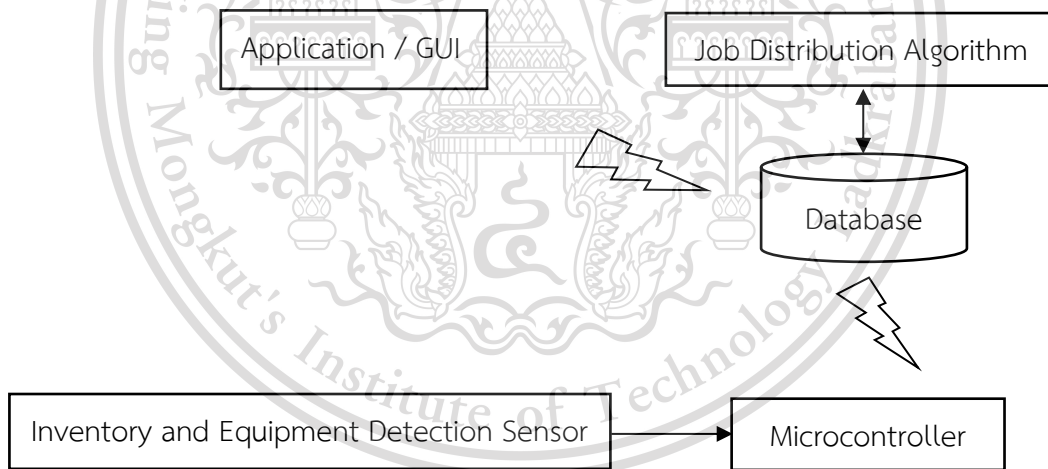 Application / GUI
Job Distribution Algorithm
Database
Inventory and Equipment Detection Sensor
Microcontroller
Mongkut's Institute of Technology